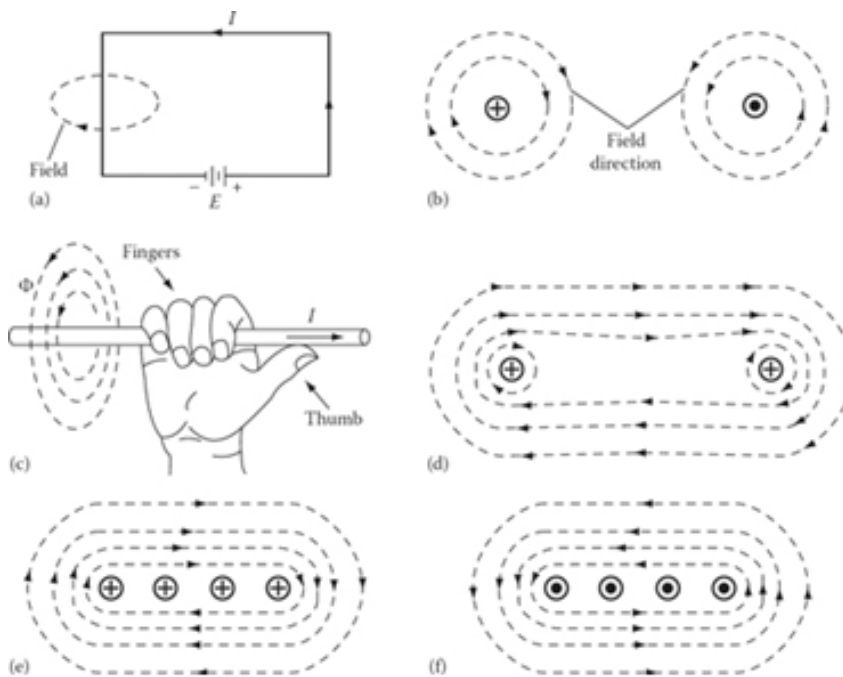 I
Field
− +
E
(a)
+
Field
direction
(b)
Fingers
Φ
I
Thumb
(c)
+ +
(d)
+ + + +
(e)
(f)